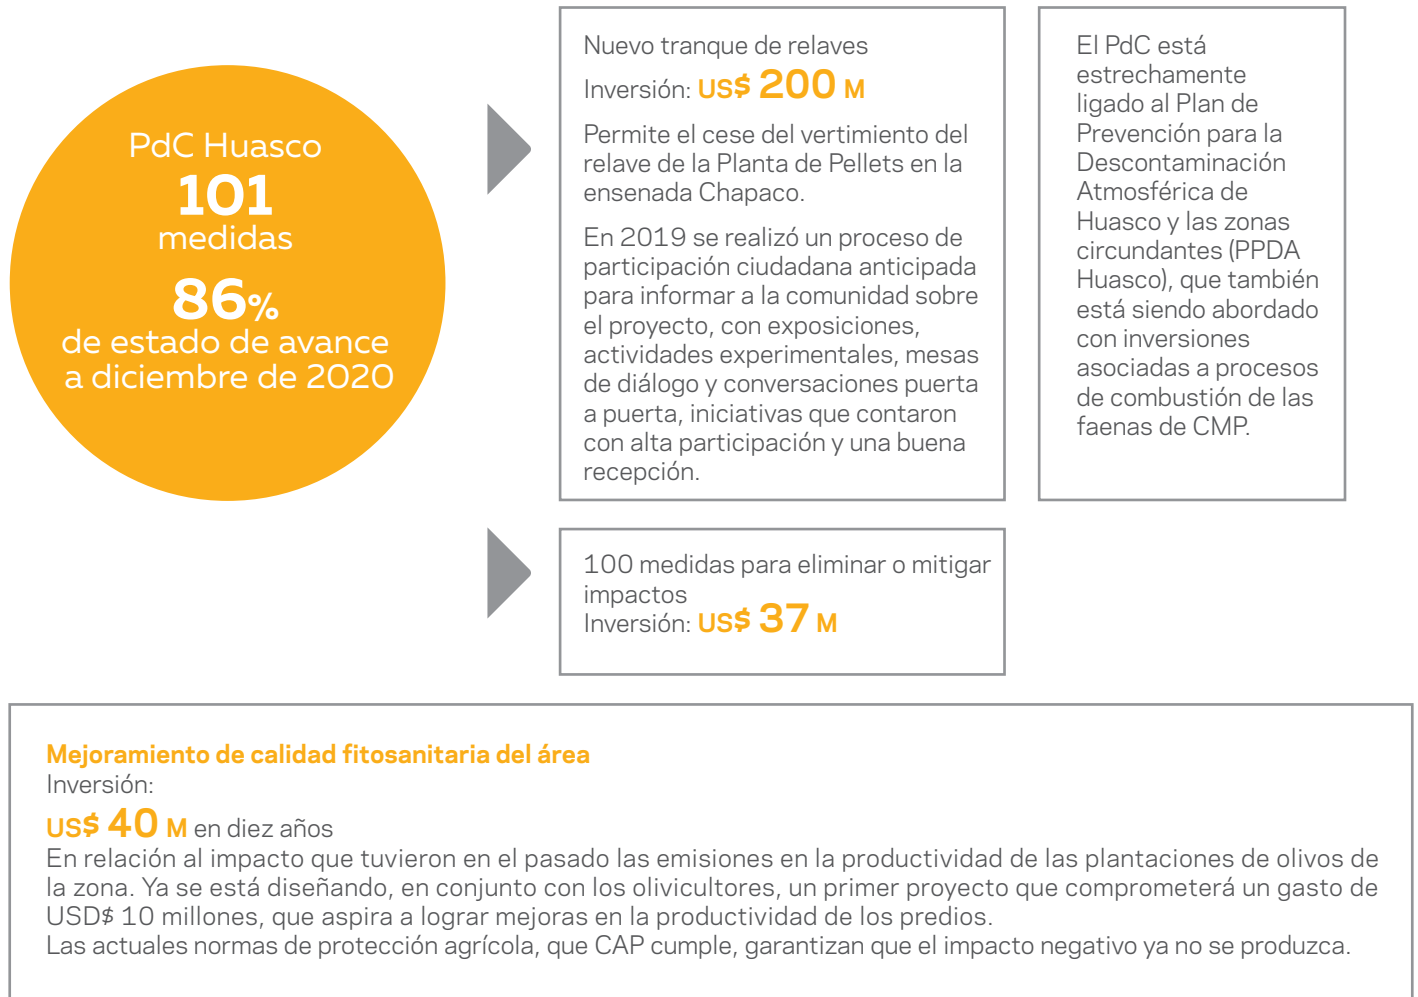 PdC Huasco
101
medidas
86%
de estado de avance
a diciembre de 2020
Nuevo tranque de relaves
Inversión: US$ 200 M
Permite el cese del vertimiento del
relave de la Planta de Pellets en la
ensenada Chapaco.
En 2019 se realizó un proceso de
participación ciudadana anticipada
para informar a la comunidad sobre
el proyecto, con exposiciones,
actividades experimentales, mesas
de diálogo y conversaciones puerta
a puerta, iniciativas que contaron
con alta participación y una buena
recepción.
El PdC está
estrechamente
ligado al Plan de
Prevención para la
Descontaminación
Atmosférica de
Huasco y las zonas
circundantes (PPDA
Huasco), que también
está siendo abordado
con inversiones
asociadas a procesos
de combustión de las
faenas de CMP.
100 medidas para eliminar o mitigar
impactos
Inversión: US$ 37 M
Mejoramiento de calidad fitosanitaria del área
Inversión:
US$ 40 M en diez años
En relación al impacto que tuvieron en el pasado las emisiones en la productividad de las plantaciones de olivos de
la zona. Ya se está diseñando, en conjunto con los olivicultores, un primer proyecto que comprometerá un gasto de
USD$ 10 millones, que aspira a lograr mejoras en la productividad de los predios.
Las actuales normas de protección agrícola, que CAP cumple, garantizan que el impacto negativo ya no se produzca.